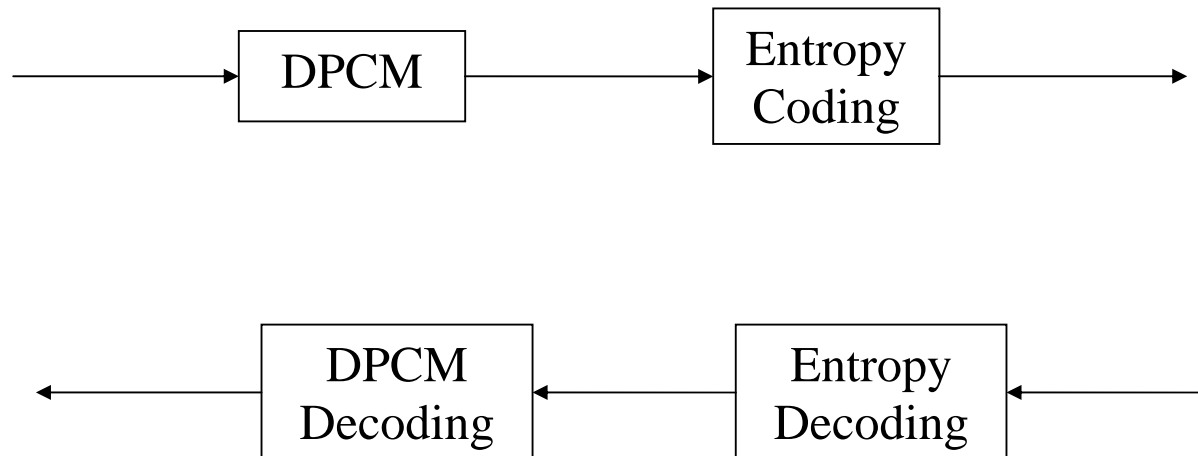 DPCM
Entropy
Coding
DPCM
Decoding
Entropy
Decoding